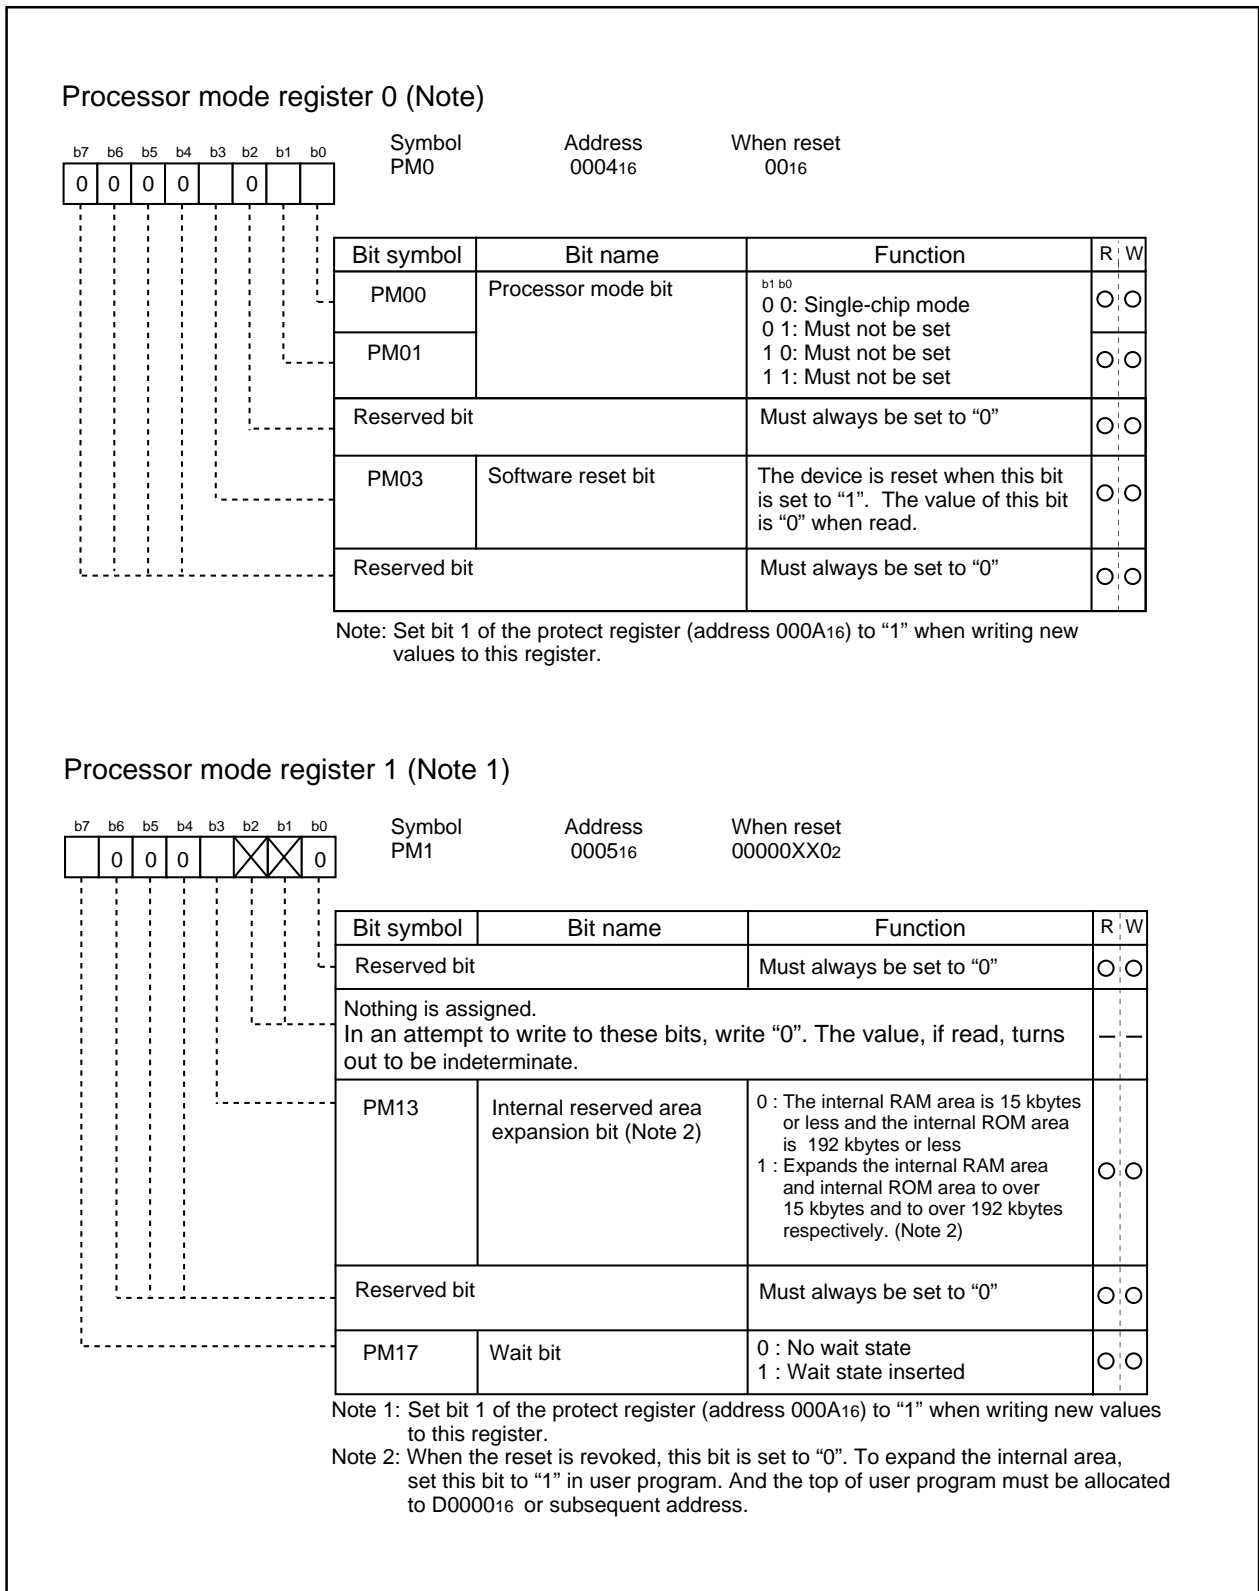 Processor mode register 0 (Note)
b7 b6 b5 b4 b3 b2 b1 b0
0 0 0 0 0
Symbol Address When reset
PM0 000416 0016
Bit symbol Bit name Function R W
PM00 Processor mode bit
b1 b0
0 0: Single-chip mode
0 1: Must not be set
PM01
1 0: Must not be set
1 1: Must not be set
Reserved bit Must always be set to “0”
PM03 Software reset bit The device is reset when this bit
is set to “1”. The value of this bit
is “0” when read.
Reserved bit Must always be set to “0”
Note: Set bit 1 of the protect register (address 000A16) to “1” when writing new
values to this register.
Processor mode register 1 (Note 1)
b7 b6 b5 b4 b3 b2 b1 b0
0 0 0 0
Symbol Address When reset
PM1 000516 00000XX02
Bit symbol Bit name Function R W
Reserved bit Must always be set to “0”
Nothing is assigned.
In an attempt to write to these bits, write “0”. The value, if read, turns
out to be indeterminate.
PM13 Internal reserved area
expansion bit (Note 2)
0 : The internal RAM area is 15 kbytes
or less and the internal ROM area
is 192 kbytes or less
1 : Expands the internal RAM area
and internal ROM area to over
15 kbytes and to over 192 kbytes
respectively. (Note 2)
Reserved bit Must always be set to “0”
PM17 Wait bit 0 : No wait state
1 : Wait state inserted
Note 1: Set bit 1 of the protect register (address 000A16) to “1” when writing new values
to this register.
Note 2: When the reset is revoked, this bit is set to “0”. To expand the internal area,
set this bit to “1” in user program. And the top of user program must be allocated
to D000016 or subsequent address.